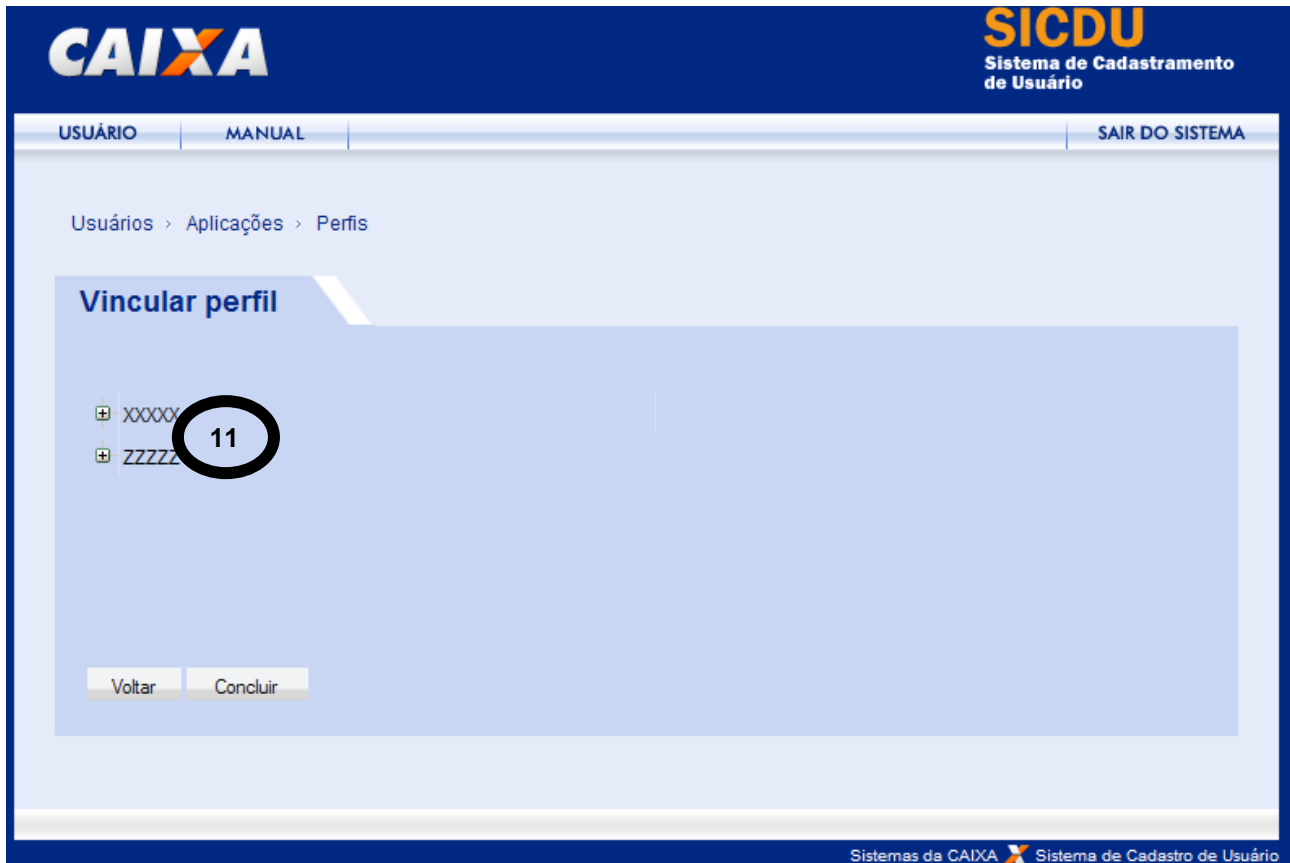 CAIXA
SICDU
Sistema de Cadastramento
de Usuário
USUÁRIO MANUAL SAIR DO SISTEMA
Usuários > Aplicações > Perfis
Vincular perfil
XXXXX
11
ZZZZZ
Voltar Concluir
Sistemas da CAIXA X Sistema de Cadastro de Usuário